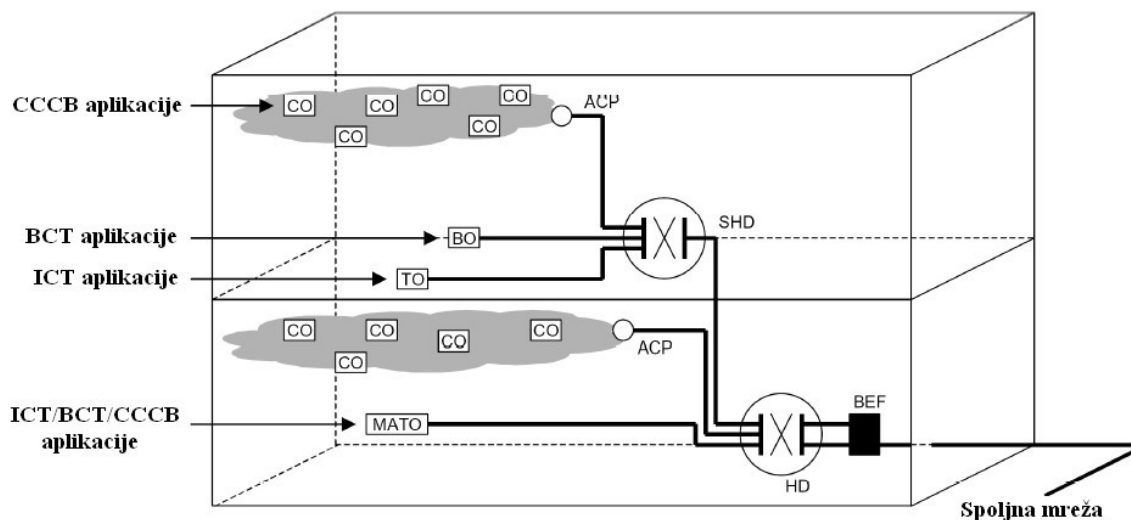 CCCB aplikacije
CO CO CO CO ACP
CO CO
BCT aplikacije
BO
SHD
ICT aplikacije
TO
CO CO CO CO
ACP
CO
ICT/BCT/CCCB
aplikacije
MATO
BEF
HD
Spoljna mreža